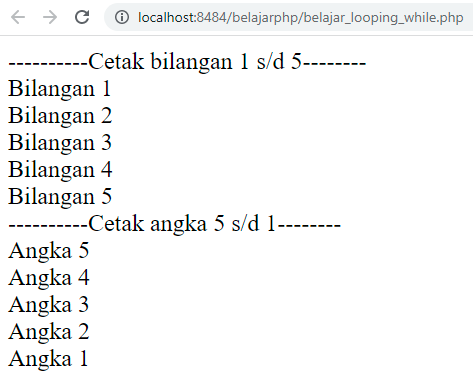 localhost:8484/belajarphp/belajar_looping_while.php
----------Cetak bilangan 1 s/d 5--------
Bilangan 1
Bilangan 2
Bilangan 3
Bilangan 4
Bilangan 5
----------Cetak angka 5 s/d 1--------
Angka 5
Angka 4
Angka 3
Angka 2
Angka 1